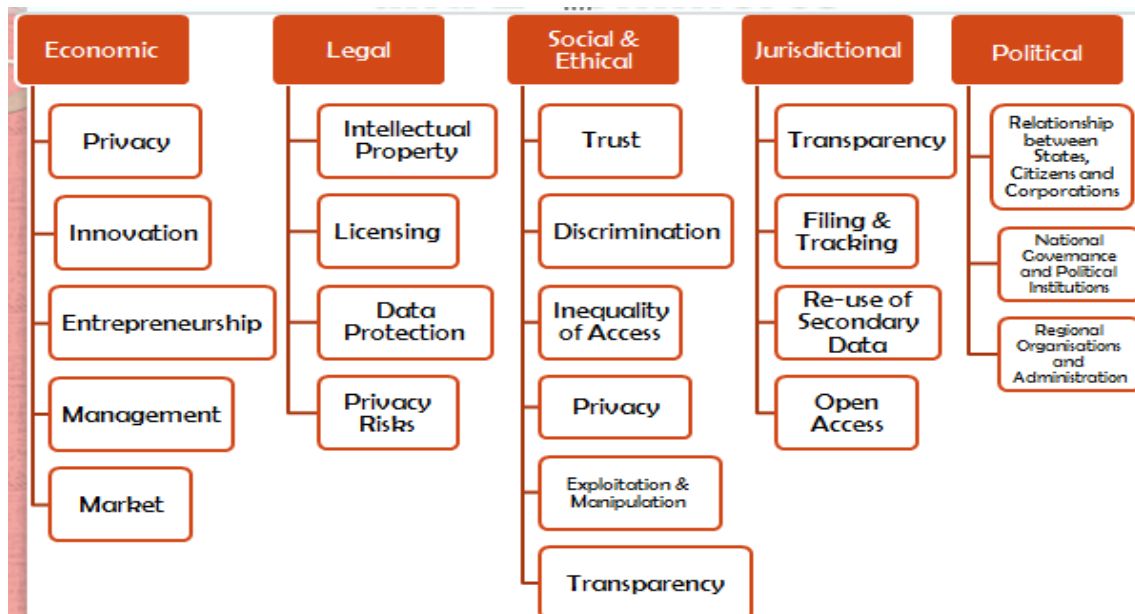 Economic
Privacy
Innovation
Entrepreneurship
Management
Market
Legal
Intellectual
Property
Licensing
Data
Protection
Privacy
Risks
Social &
Ethical
Trust
Discrimination
Inequality
of Access
Privacy
Exploitation &
Manipulation
Transparency
Jurisdictional
Transparency
Filing &
Tracking
Re-use of
Secondary
Data
Open
Access
Political
Relationship
between
States,
Citizens and
Corporations
National
Governance
and Political
Institutions
Regional
Organisations
and
Administration